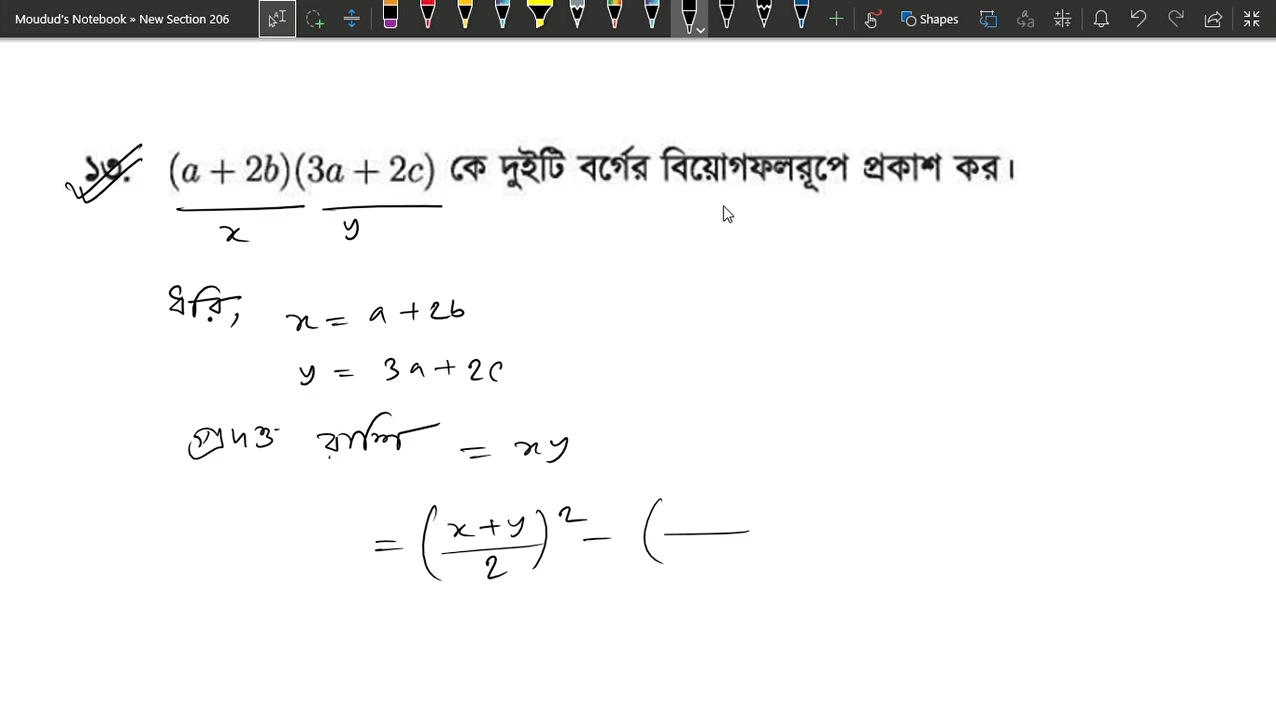 Moudud's Notebook » New Section 206
Shapes
১৩. (a + 2b)(3a + 2c) কে দুইটি বর্গের বিয়োগফলরূপে প্রকাশ কর।
x y
ধরি, x = a + 2b
y = 3a + 2c
প্রদত্ত রাশি = xy
= (x+y/2)² − (